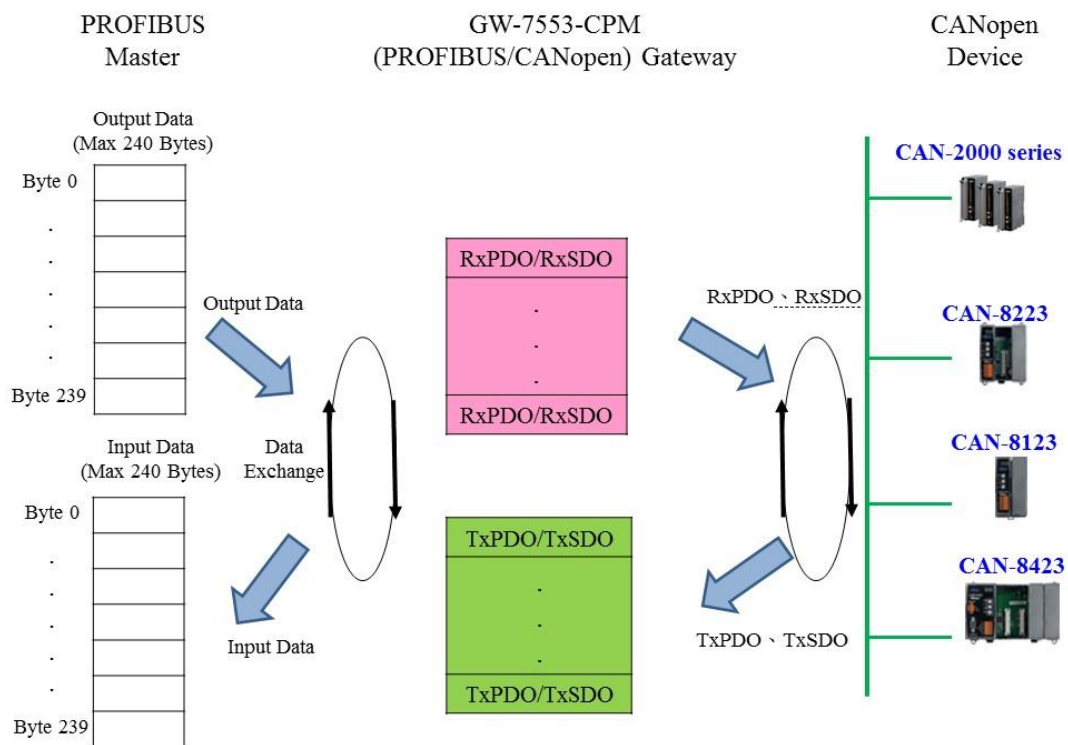 PROFIBUS
Master
GW-7553-CPM
(PROFIBUS/CANopen) Gateway
CANopen
Device
Output Data
(Max 240 Bytes)
Byte 0
.
.
.
.
.
Byte 239
Output Data
RxPDO/RxSDO
.
.
.
RxPDO/RxSDO
RxPDO、RxSDO
CAN-2000 series
CAN-8223
CAN-8123
CAN-8423
Input Data
(Max 240 Bytes)
Data
Exchange
Byte 0
.
.
.
.
.
Byte 239
Input Data
TxPDO/TxSDO
.
.
.
TxPDO/TxSDO
TxPDO、TxSDO